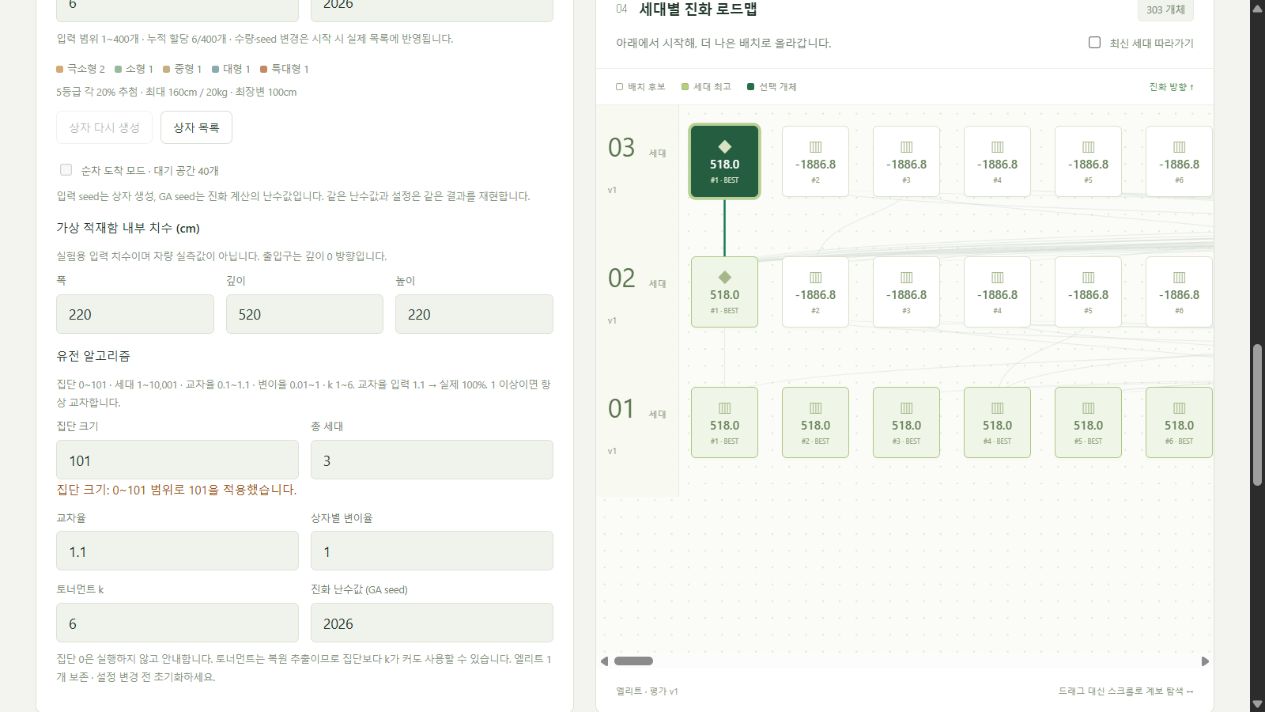 6
2026
입력 범위 1~400개 · 누적 할당 6/400개 · 수량·seed 변경은 시작 시 실제 목록에 반영됩니다.
극소형 2 소형 1 중형 1 대형 1 특대형 1
5등급 각 20% 추첨 · 최대 160cm / 20kg · 최장변 100cm
상자 다시 생성
상자 목록
순차 도착 모드 · 대기 공간 40개
입력 seed는 상자 생성, GA seed는 진화 계산의 난수값입니다. 같은 난수값과 설정은 같은 결과를 재현합니다.
가상 적재함 내부 치수 (cm)
실험용 입력 치수이며 차량 실측값이 아닙니다. 출입구는 깊이 0 방향입니다.
폭 깊이 높이
220 520 220
유전 알고리즘
집단 0~101 · 세대 1~10,001 · 교차율 0.1~1.1 · 변이율 0.01~1 · k 1~6. 교차율 입력 1.1 → 실제 100%. 1 이상이면 항
상 교차합니다.
집단 크기 총 세대
101 3
집단 크기: 0~101 범위로 101을 적용했습니다.
교차율 상자별 변이율
1.1 1
토너먼트 k 진화 난수값 (GA seed)
6 2026
집단 0은 실행하지 않고 안내합니다. 토너먼트는 복원 추출이므로 집단보다 k가 커도 사용할 수 있습니다. 엘리트 1
개 보존 · 설정 변경 전 초기화하세요.
04 세대별 진화 로드맵 303 개체
아래에서 시작해, 더 나은 배치로 올라갑니다. 최신 세대 따라가기
배치 후보 세대 최고 선택 개체 진화 방향 ↑
03 세대
v1
518.0 -1886.8 -1886.8 -1886.8 -1886.8 -1886.8
#1 · BEST #2 #3 #4 #5 #6
02 세대
v1
518.0 -1886.8 -1886.8 -1886.8 -1886.8 -1886.8
#1 · BEST #2 #3 #4 #5 #6
01 세대
v1
518.0 518.0 518.0 518.0 518.0 518.0
#1 · BEST #2 · BEST #3 · BEST #4 · BEST #5 · BEST #6 · BEST
엘리트 · 평가 v1 드래그 대신 스크롤로 계보 탐색 ↔